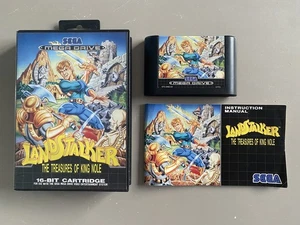 SEGA
MEGA DRIVE
LANDSTALKER
THE TREASURES OF KING NOLE
16-BIT CARTRIDGE
SEGA
MEGA DRIVE
INSTRUCTION
MANUAL
LANDSTALKER
THE TREASURES OF KING NOLE
SEGA